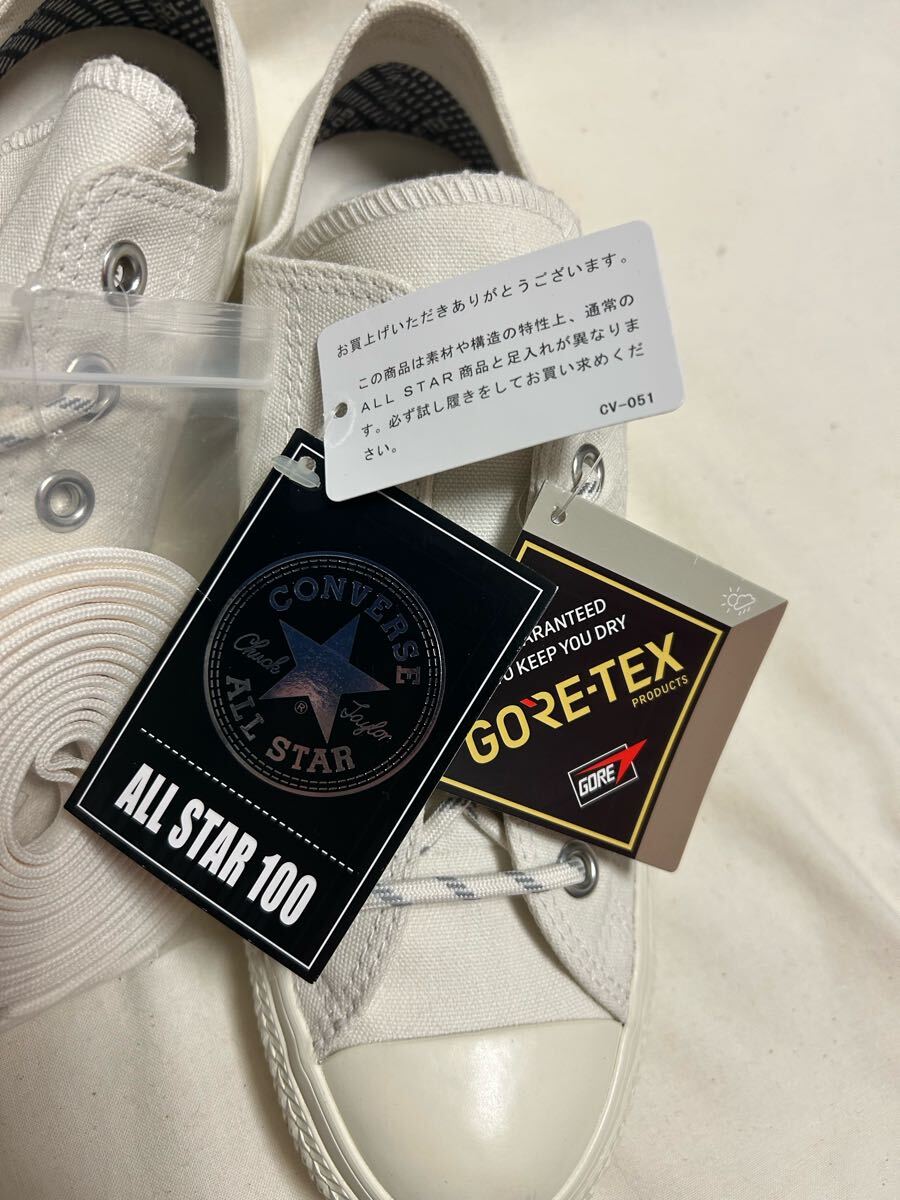 お買上げいただきありがとうございます。
この商品は素材や構造の特性上、通常の
ALL STAR商品と足入れが異なりま
す。必ず試し履きをしてお買い求めくだ
さい。
CV-051
CONVERSE
Chuck
Taylor
®
ALL STAR
ALL STAR 100
KEEP YOU DRY
GORE-TEX
PRODUCTS
GORE